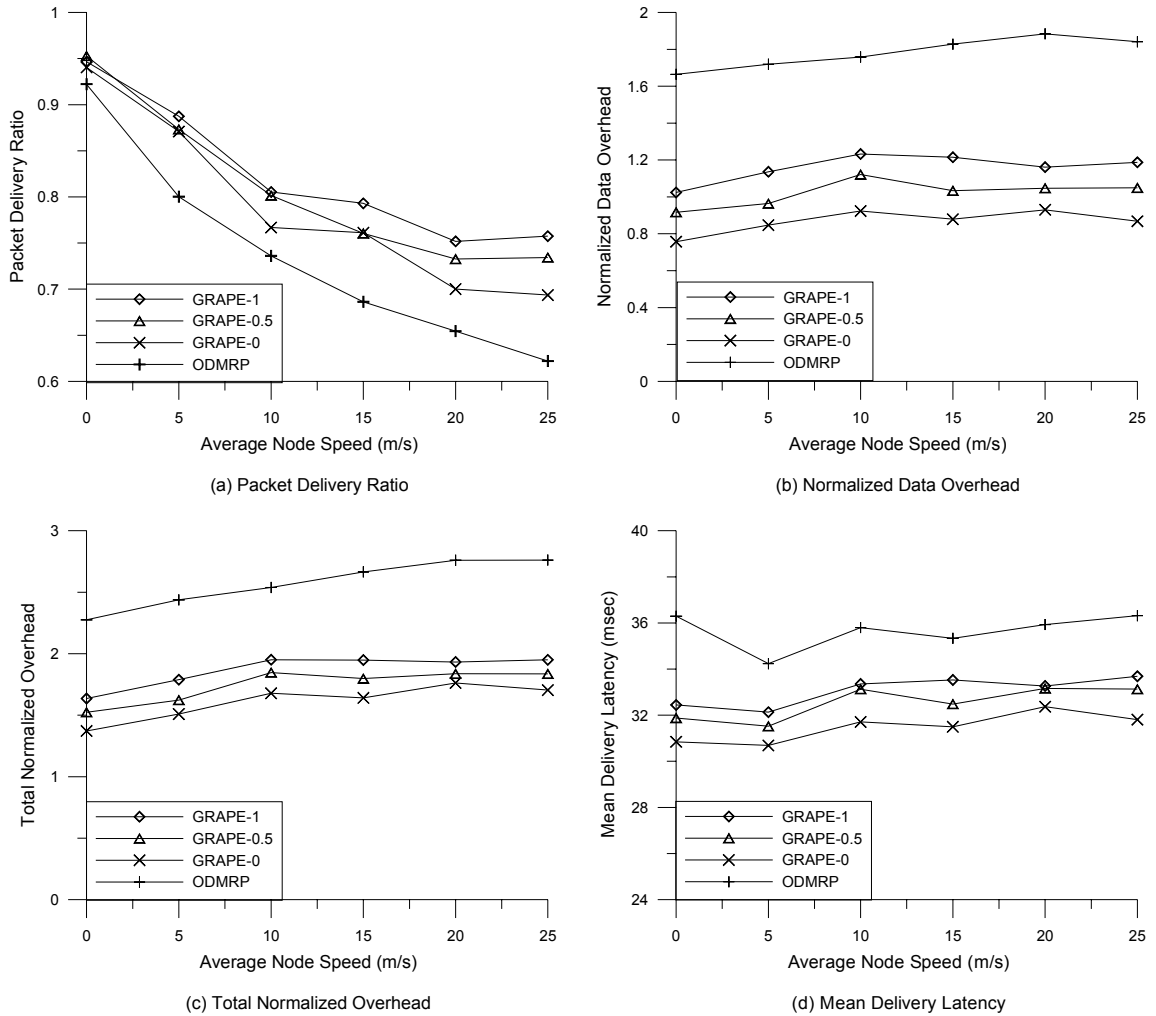 1
0.9
0.8
0.7
0.6
Packet Delivery Ratio
GRAPE-1
GRAPE-0.5
GRAPE-0
ODMRP
0 5 10 15 20 25
Average Node Speed (m/s)
(a) Packet Delivery Ratio
2
1.6
1.2
0.8
0.4
0
Normalized Data Overhead
GRAPE-1
GRAPE-0.5
GRAPE-0
ODMRP
0 5 10 15 20 25
Average Node Speed (m/s)
(b) Normalized Data Overhead
3
2
1
0
Total Normalized Overhead
GRAPE-1
GRAPE-0.5
GRAPE-0
ODMRP
0 5 10 15 20 25
Average Node Speed (m/s)
(c) Total Normalized Overhead
40
36
32
28
24
Mean Delivery Latency (msec)
GRAPE-1
GRAPE-0.5
GRAPE-0
ODMRP
0 5 10 15 20 25
Average Node Speed (m/s)
(d) Mean Delivery Latency